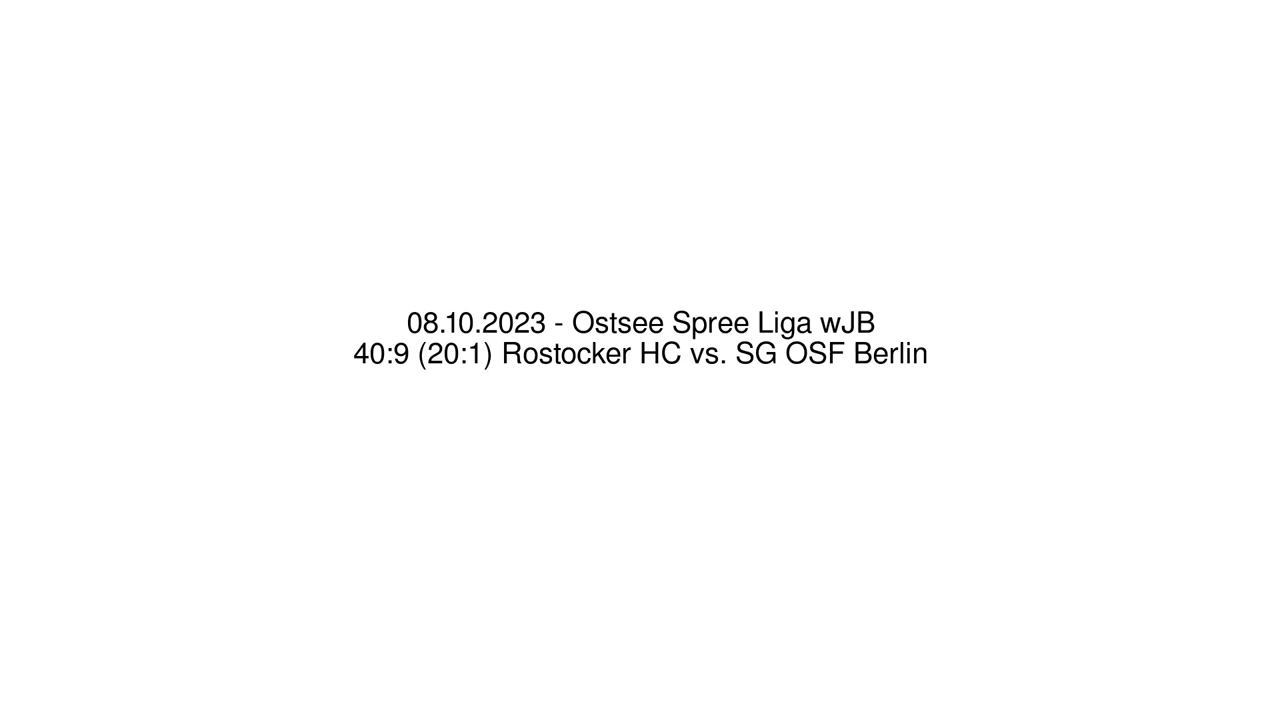 08.10.2023 - Ostsee Spree Liga wJB
40:9 (20:1) Rostocker HC vs. SG OSF Berlin